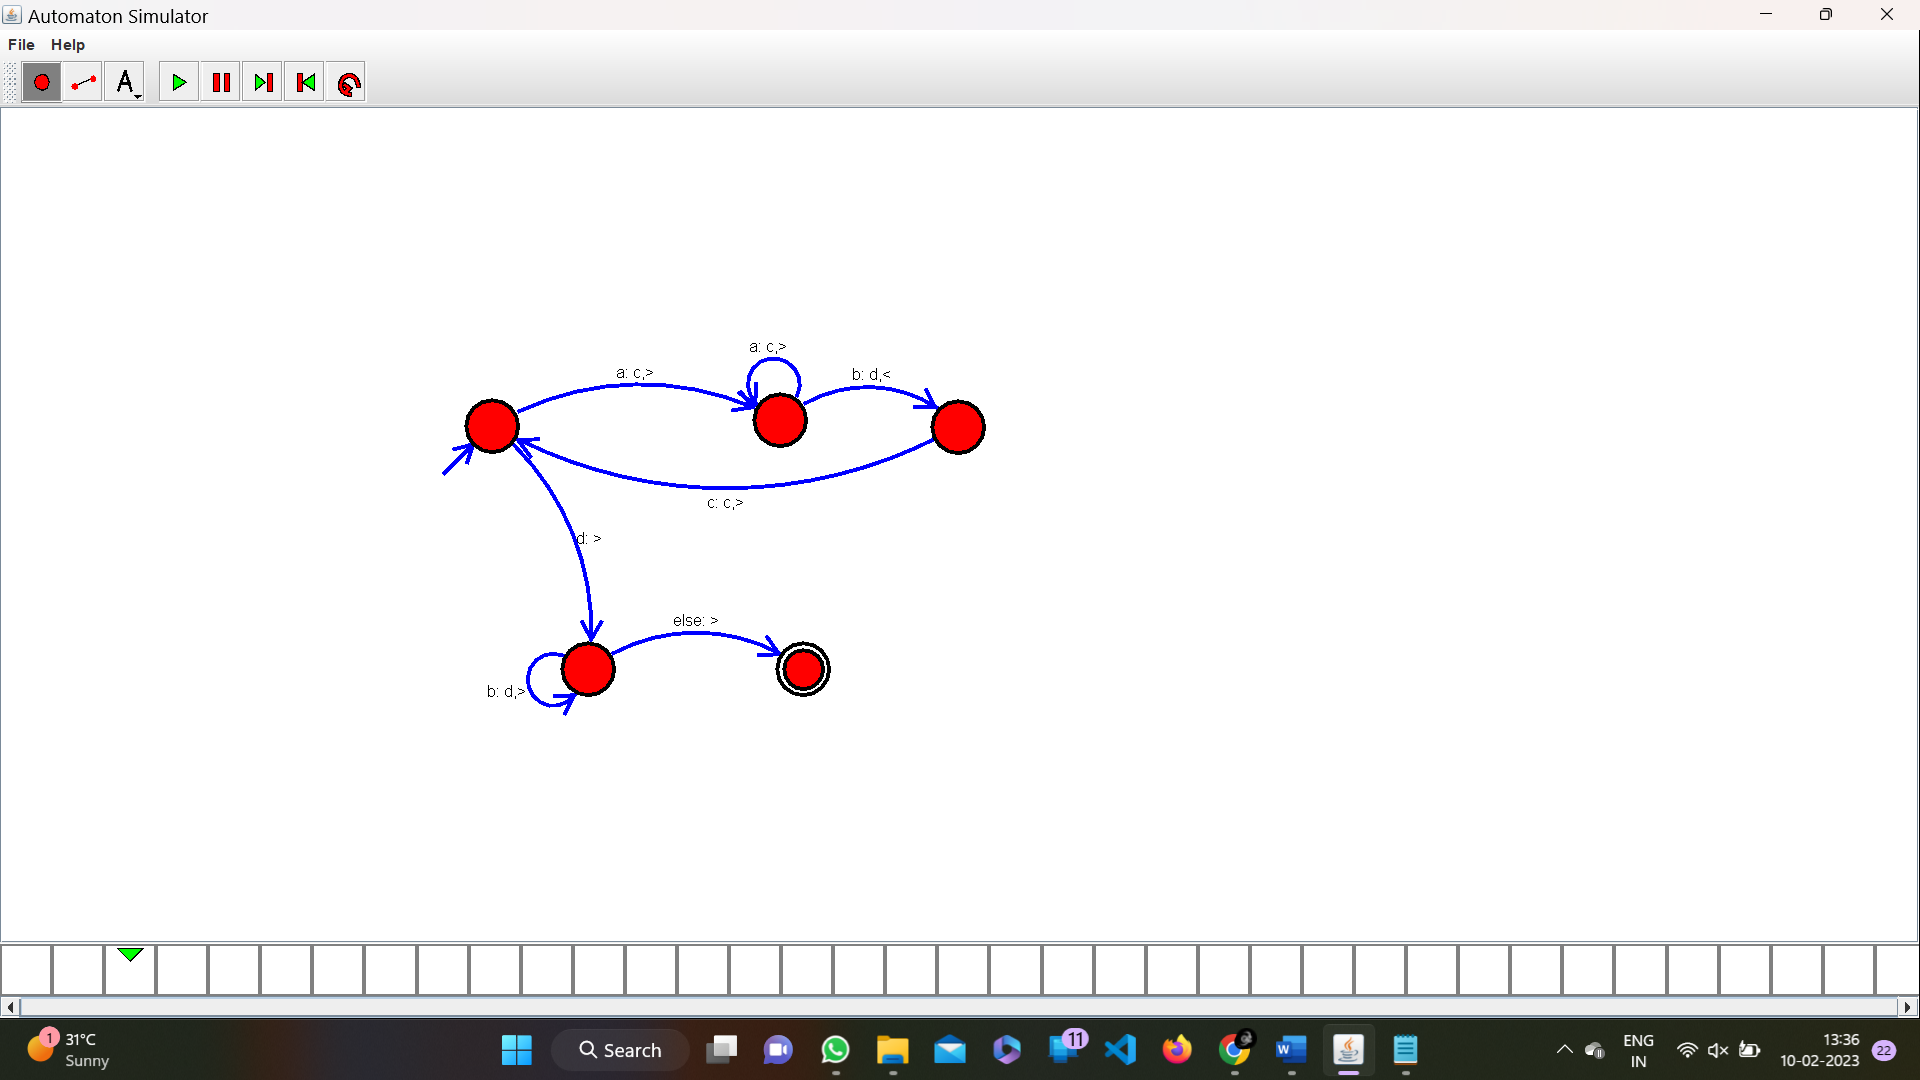 Automaton Simulator
File Help
A
a: c,>
a: c,>
b: d,<
c: c,>
d: >
else: >
b: d,>
1
31°C
Sunny
Search
11
W
ENG
IN
13:36
10-02-2023
22